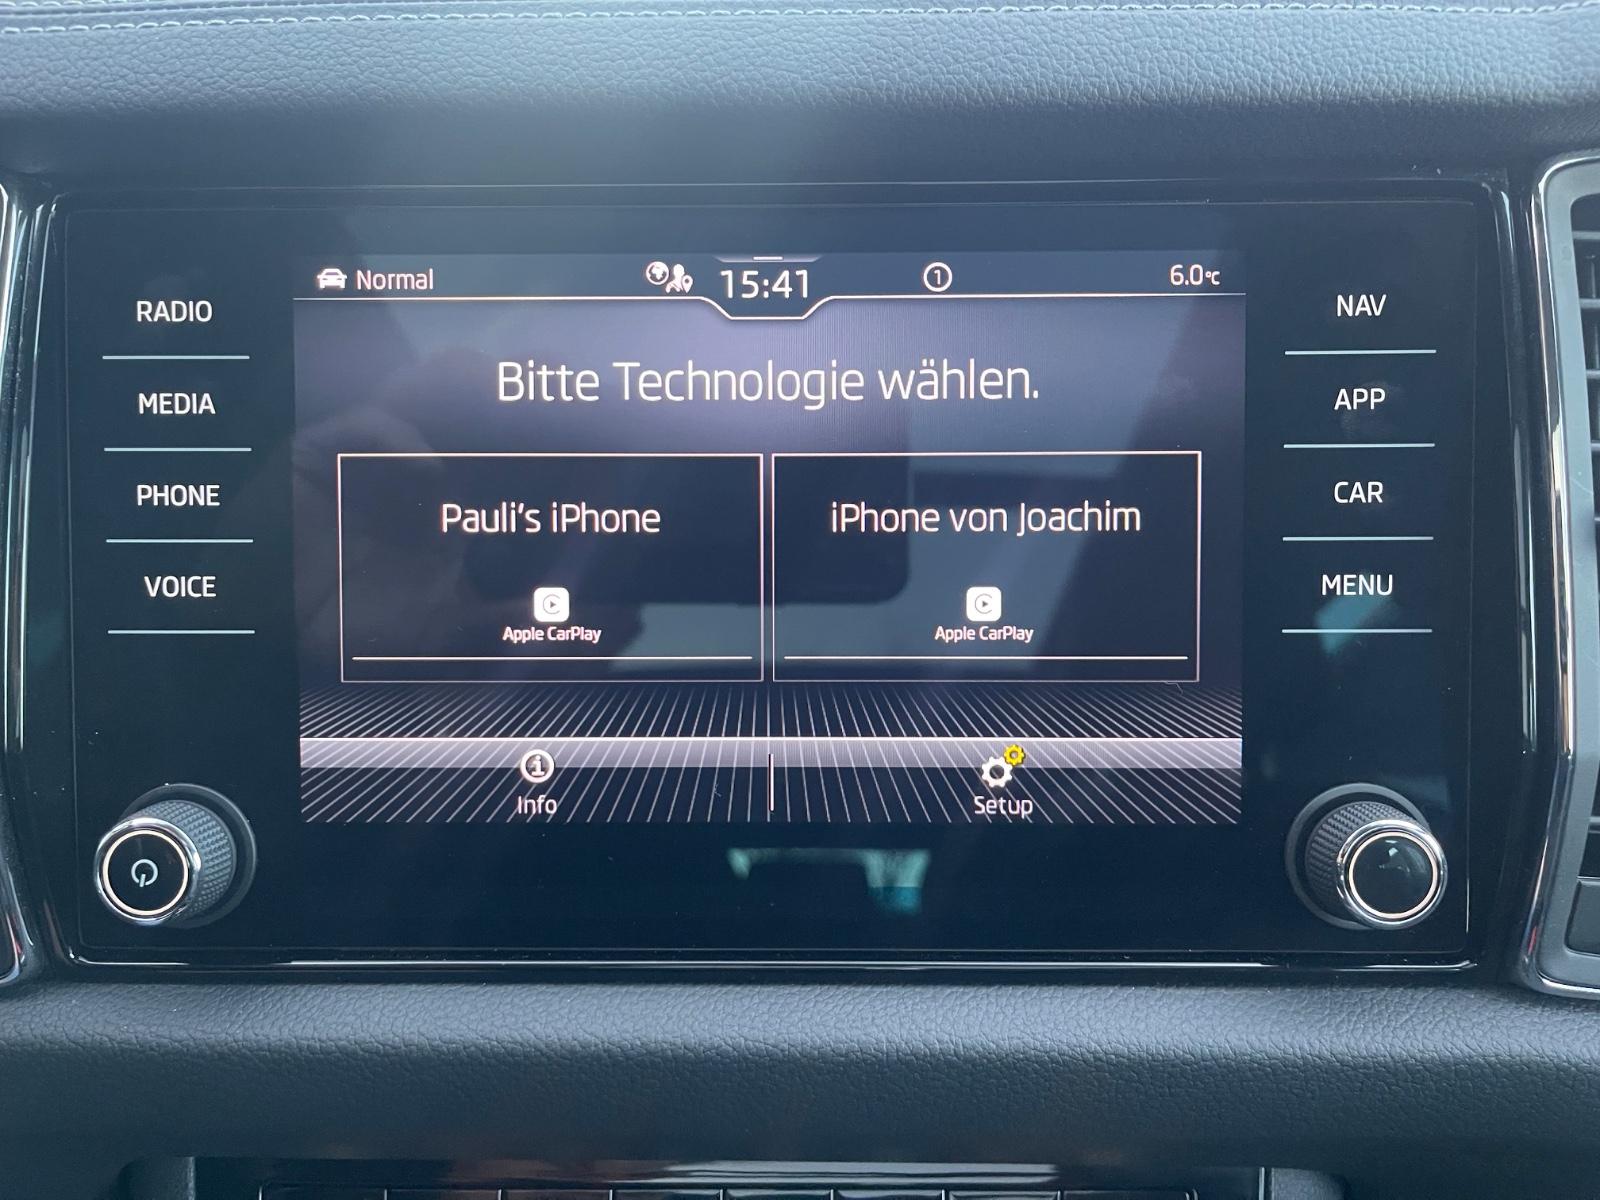 Normal
15:41
1
6.0°C
RADIO
MEDIA
PHONE
VOICE
Bitte Technologie wählen.
Pauli's iPhone
Apple CarPlay
iPhone von Joachim
Apple CarPlay
Info
Setup
NAV
APP
CAR
MENU